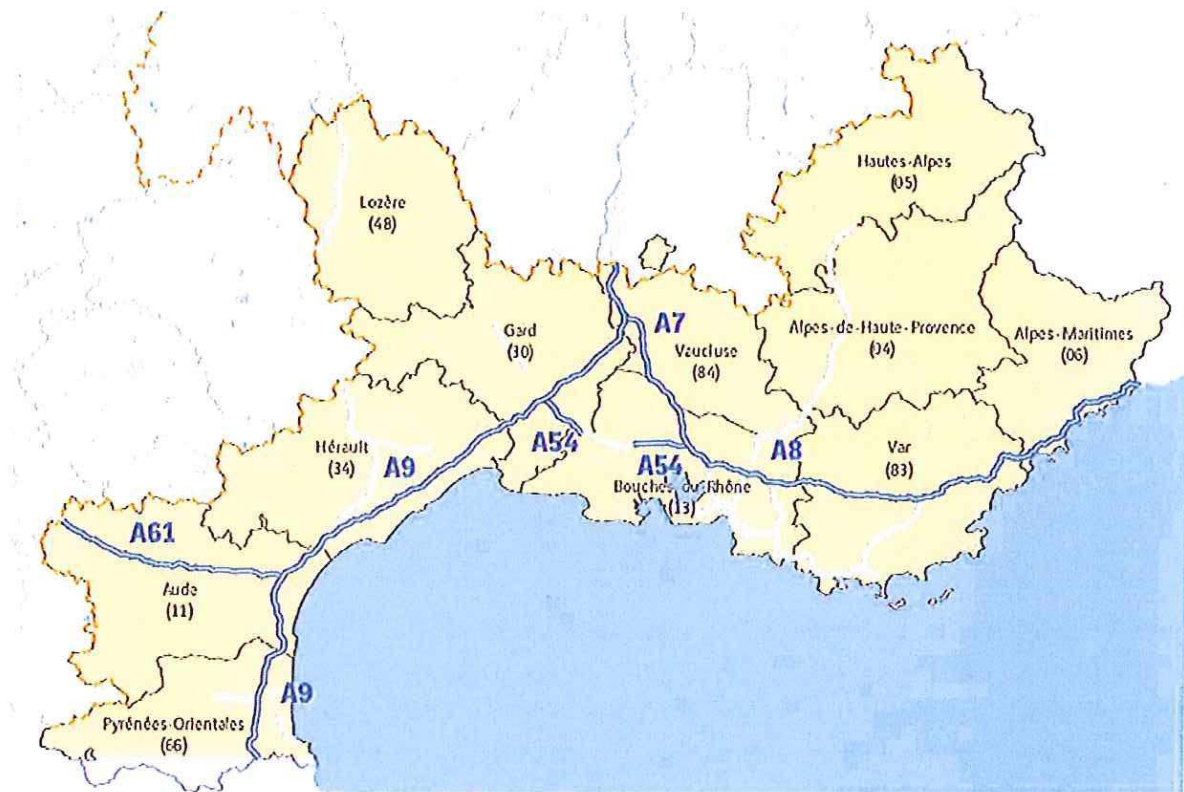 Hautes-Alpes
(05)
Lozère
(48)
Gard
(30)
A7
Vaucluse
(84)
Alpes-de-Haute-Provence
(04)
Alpes-Maritimes
(06)
Hérault
(34)
A9
A54
A54
A8
Var
(83)
Bouches-du-Rhône
(13)
A61
Aude
(11)
A9
Pyrénées-Orientales
(66)